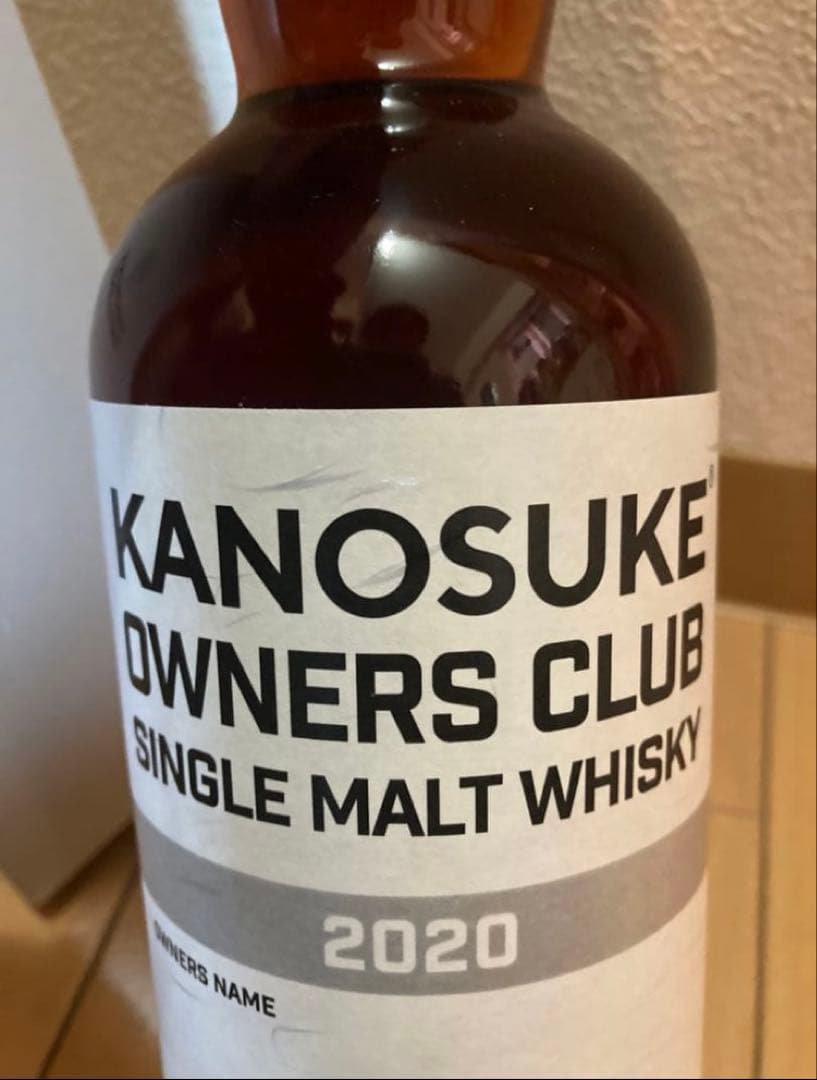 KANOSUKE®
OWNERS CLUB
SINGLE MALT WHISKY
2020
OWNERS NAME